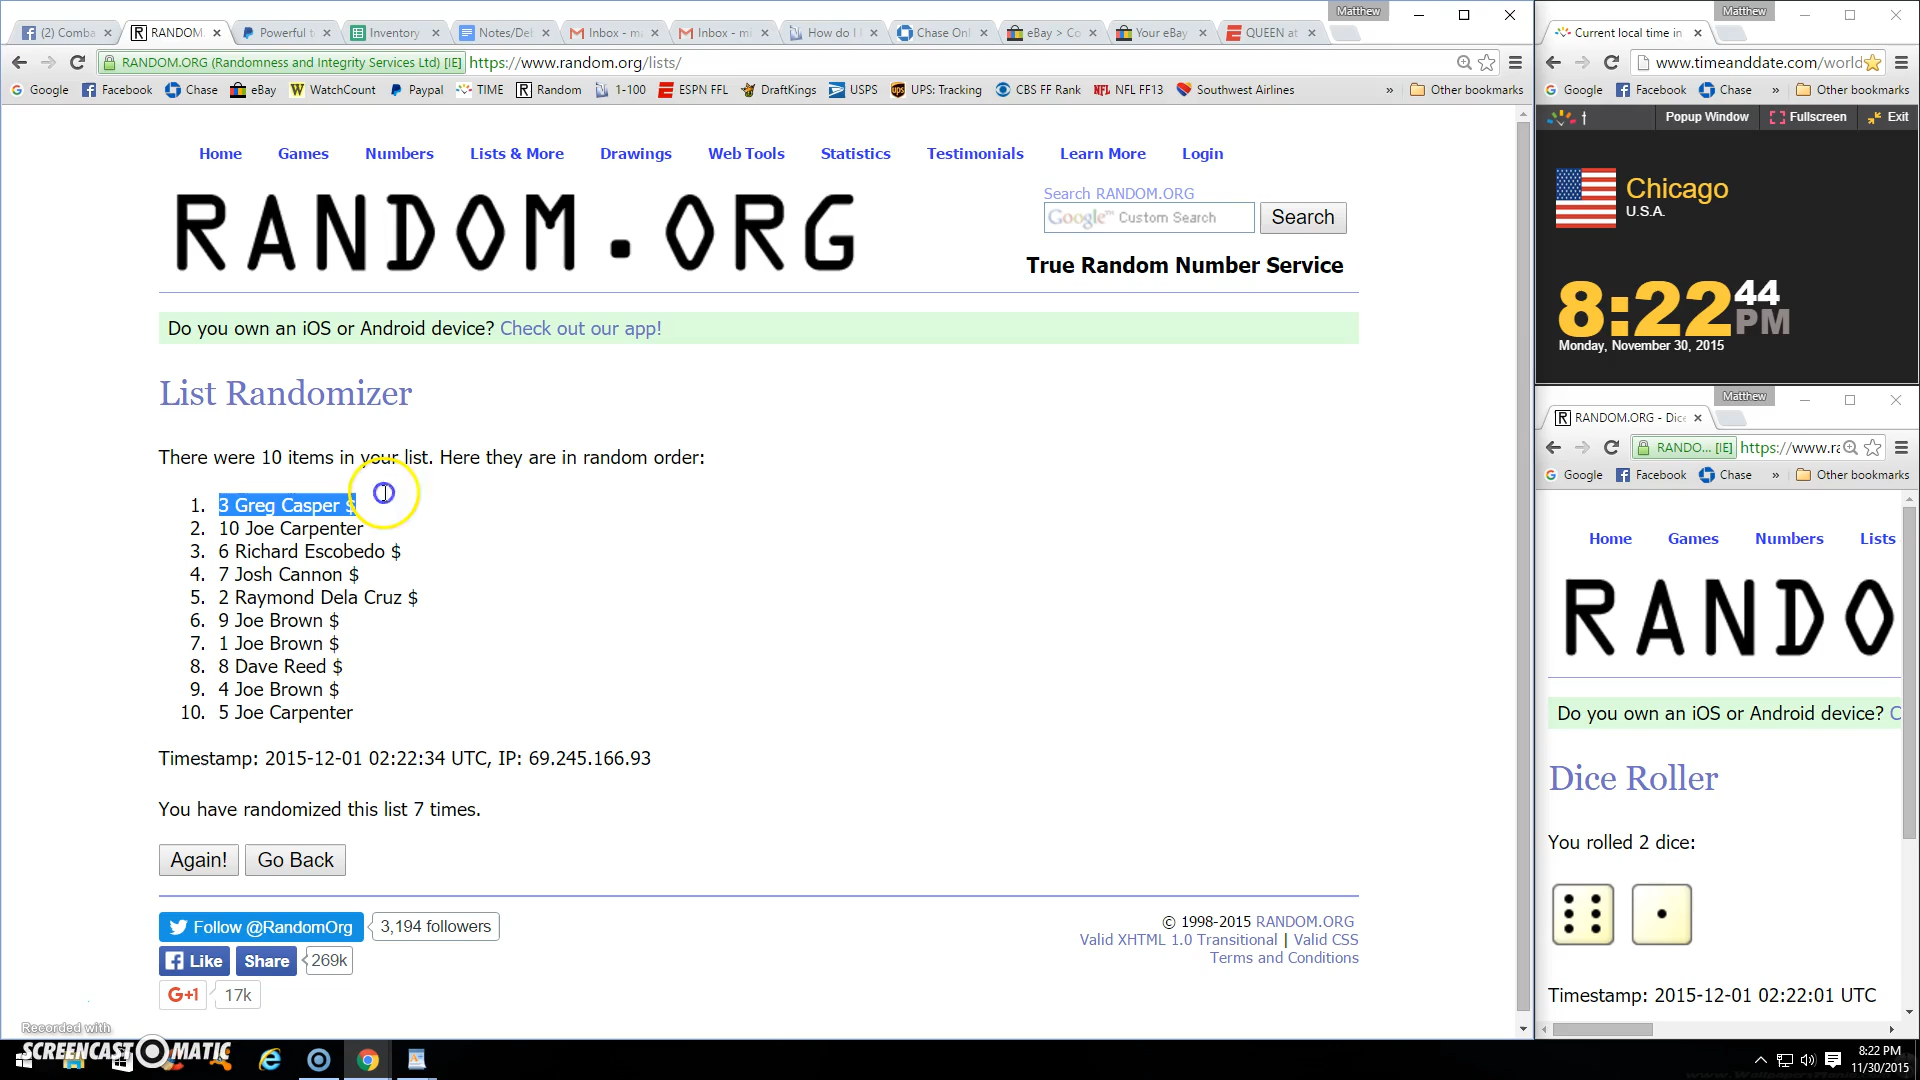 Matthew
(2) Comba
RANDOM.
Powerful t
Inventory
Notes/De
Inbox - m
Inbox - mi
How do I
Chase Onl
eBay > Co
Your eBay
QUEEN at
RANDOM.ORG (Randomness and Integrity Services Ltd) [IE]
https://www.random.org/lists/
Google
Facebook
Chase
eBay
WatchCount
Paypal
TIME
Random
1-100
ESPN FFL
DraftKings
USPS
UPS: Tracking
CBS FF Rank
NFL FF13
Southwest Airlines
»
Other bookmarks
Home
Games
Numbers
Lists & More
Drawings
Web Tools
Statistics
Testimonials
Learn More
Login
RANDOM.ORG
Search RANDOM.ORG
Google™ Custom Search
Search
True Random Number Service
Do you own an iOS or Android device? Check out our app!
List Randomizer
There were 10 items in your list. Here they are in random order:
1. 3 Greg Casper $
2. 10 Joe Carpenter
3. 6 Richard Escobedo $
4. 7 Josh Cannon $
5. 2 Raymond Dela Cruz $
6. 9 Joe Brown $
7. 1 Joe Brown $
8. 8 Dave Reed $
9. 4 Joe Brown $
10. 5 Joe Carpenter
Timestamp: 2015-12-01 02:22:34 UTC, IP: 69.245.166.93
You have randomized this list 7 times.
Again!
Go Back
Follow @RandomOrg
3,194 followers
Like
Share
269k
G+1
17k
© 1998-2015 RANDOM.ORG
Valid XHTML 1.0 Transitional | Valid CSS
Terms and Conditions
Matthew
Current local time in
www.timeanddate.com/world
Google
Facebook
Chase
»
Other bookmarks
t
Popup Window
Fullscreen
Exit
Chicago
U.S.A.
8:22 44 PM
Monday, November 30, 2015
Matthew
RANDOM.ORG - Dice
RANDO... [IE]
https://www.ra
Google
Facebook
Chase
»
Other bookmarks
Home
Games
Numbers
Lists
RANDO
Do you own an iOS or Android device? C
Dice Roller
You rolled 2 dice:
Timestamp: 2015-12-01 02:22:01 UTC
Recorded with
SCREENCAST-O-MATIC
8:22 PM
11/30/2015